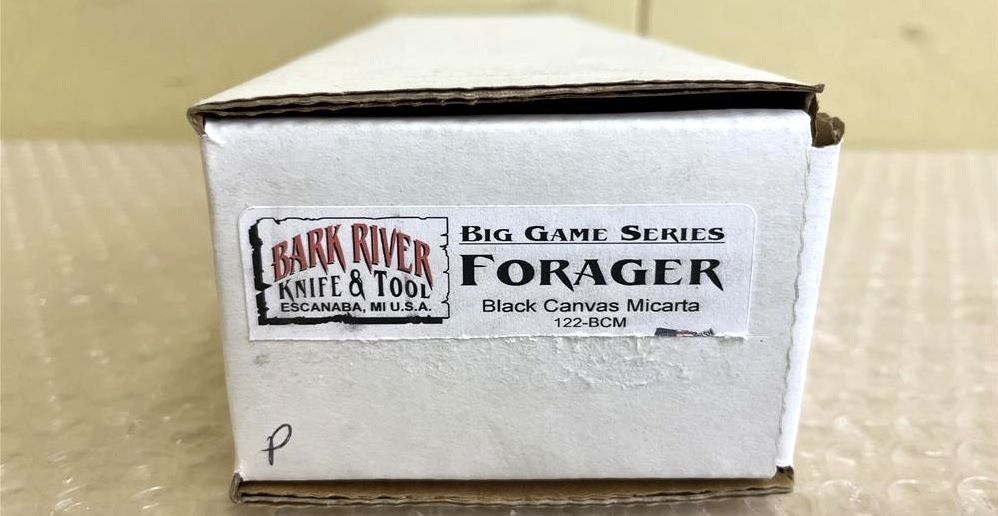 BARK RIVER
KNIFE & TOOL
ESCANABA, MI U.S.A.
BIG GAME SERIES
FORAGER
Black Canvas Micarta
122-BCM
P